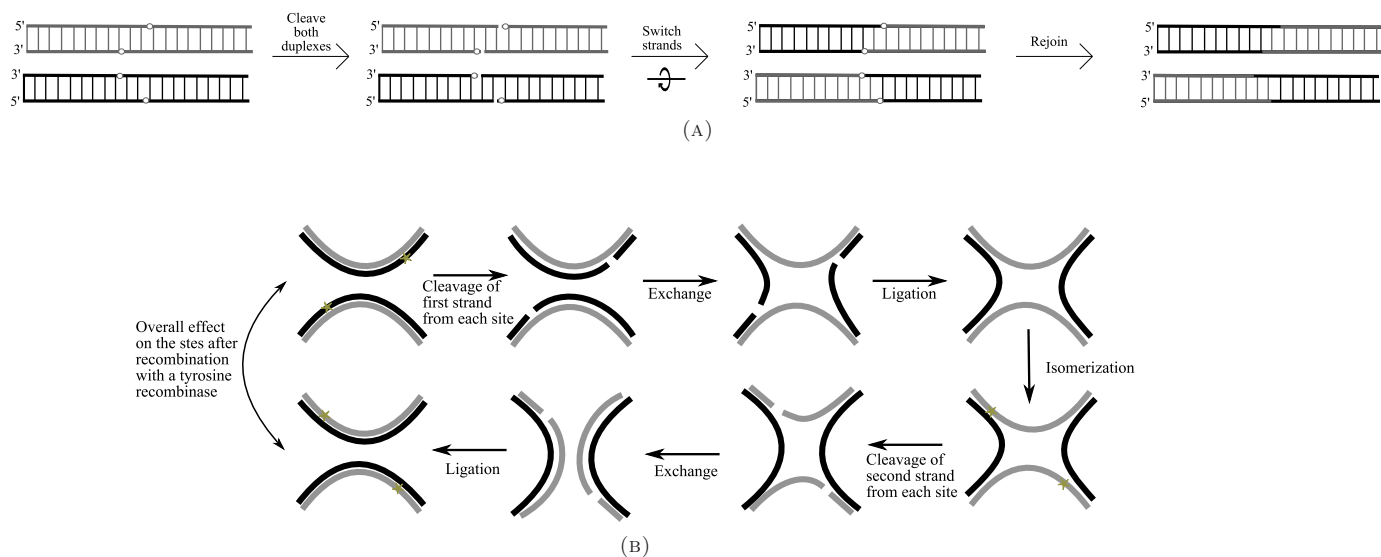 5'
3'
3'
5'
Cleave
both
duplexes
5'
3'
3'
5'
Switch
strands
5'
3'
3'
5'
Rejoin
5'
3'
3'
5'
(A)
Cleavage of
first strand
from each site
Exchange
Ligation
Overall effect
on the stes after
recombination
with a tyrosine
recombinase
Isomerization
Ligation
Exchange
Cleavage of
second strand
from each site
(B)